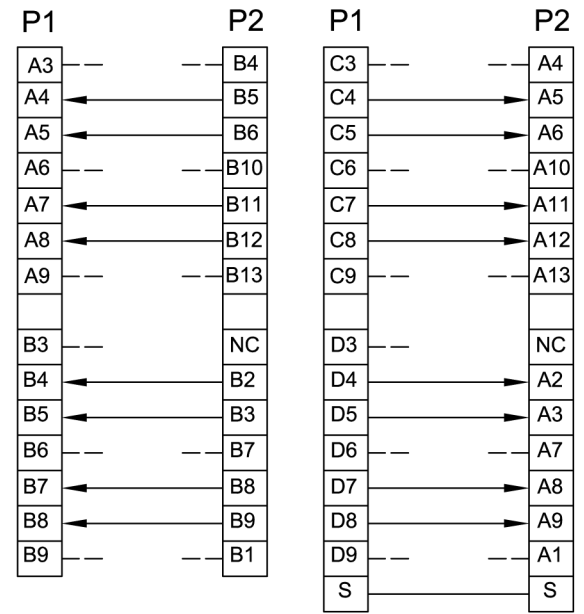 P1 P2 P1 P2
A3 B4 C3 A4
A4 B5 C4 A5
A5 B6 C5 A6
A6 B10 C6 A10
A7 B11 C7 A11
A8 B12 C8 A12
A9 B13 C9 A13
B3 NC D3 NC
B4 B2 D4 A2
B5 B3 D5 A3
B6 B7 D6 A7
B7 B8 D7 A8
B8 B9 D8 A9
B9 B1 D9 A1
S S